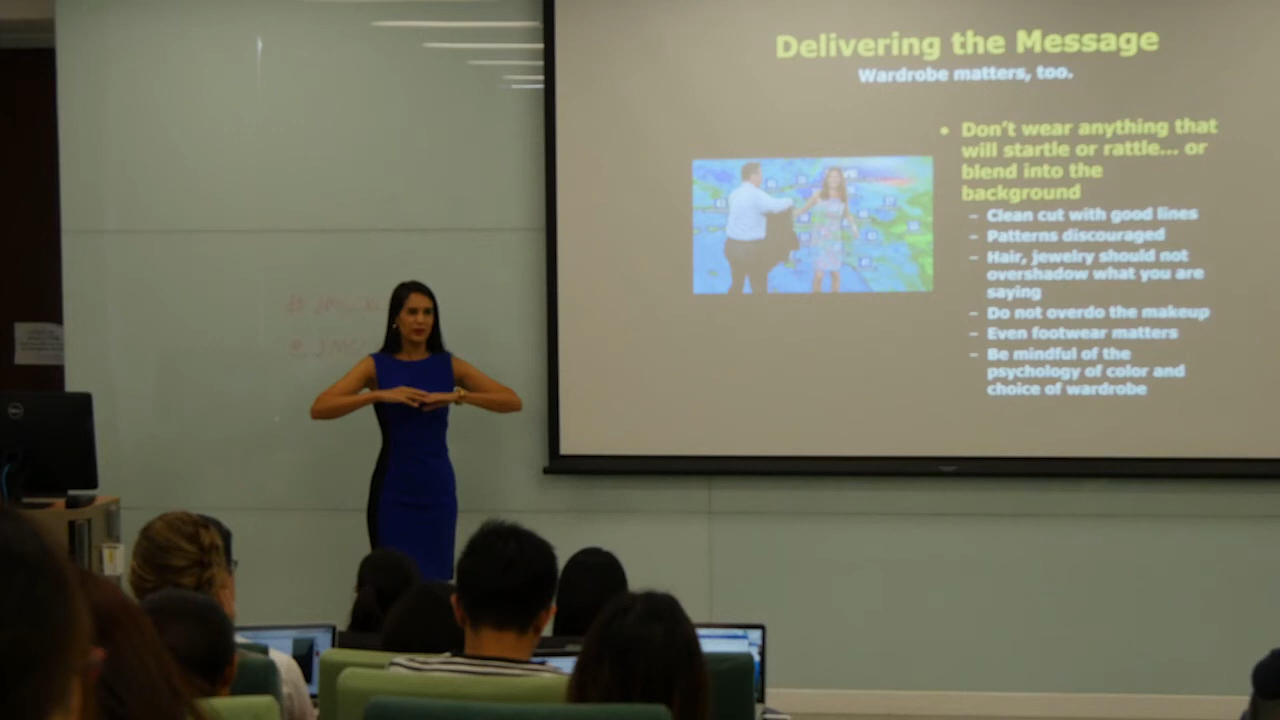 Delivering the Message
Wardrobe matters, too.
• Don't wear anything that
will startle or rattle... or
blend into the
background
– Clean cut with good lines
– Patterns discouraged
– Hair, jewelry should not
overshadow what you are
saying
– Do not overdo the makeup
– Even footwear matters
– Be mindful of the
psychology of color and
choice of wardrobe